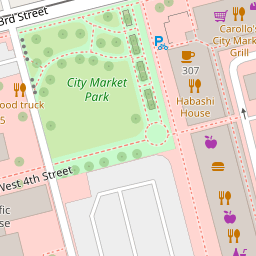 3rd Street
Carollo's
City Mark
Grill
City Market
Park
307
Habashi
House
ood truck
5
West 4th Street
fic
se